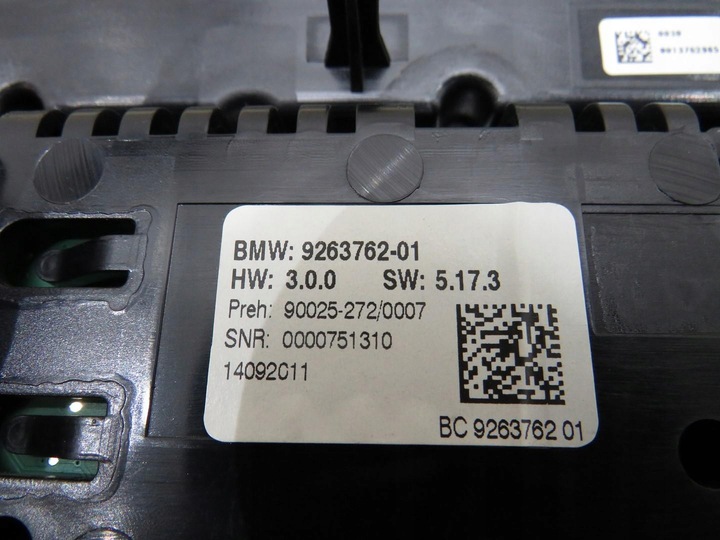 0030
BMW: 9263762-01
HW: 3.0.0 SW: 5.17.3
Preh: 90025-272/0007
SNR: 0000751310
14092011
BC 9263762 01